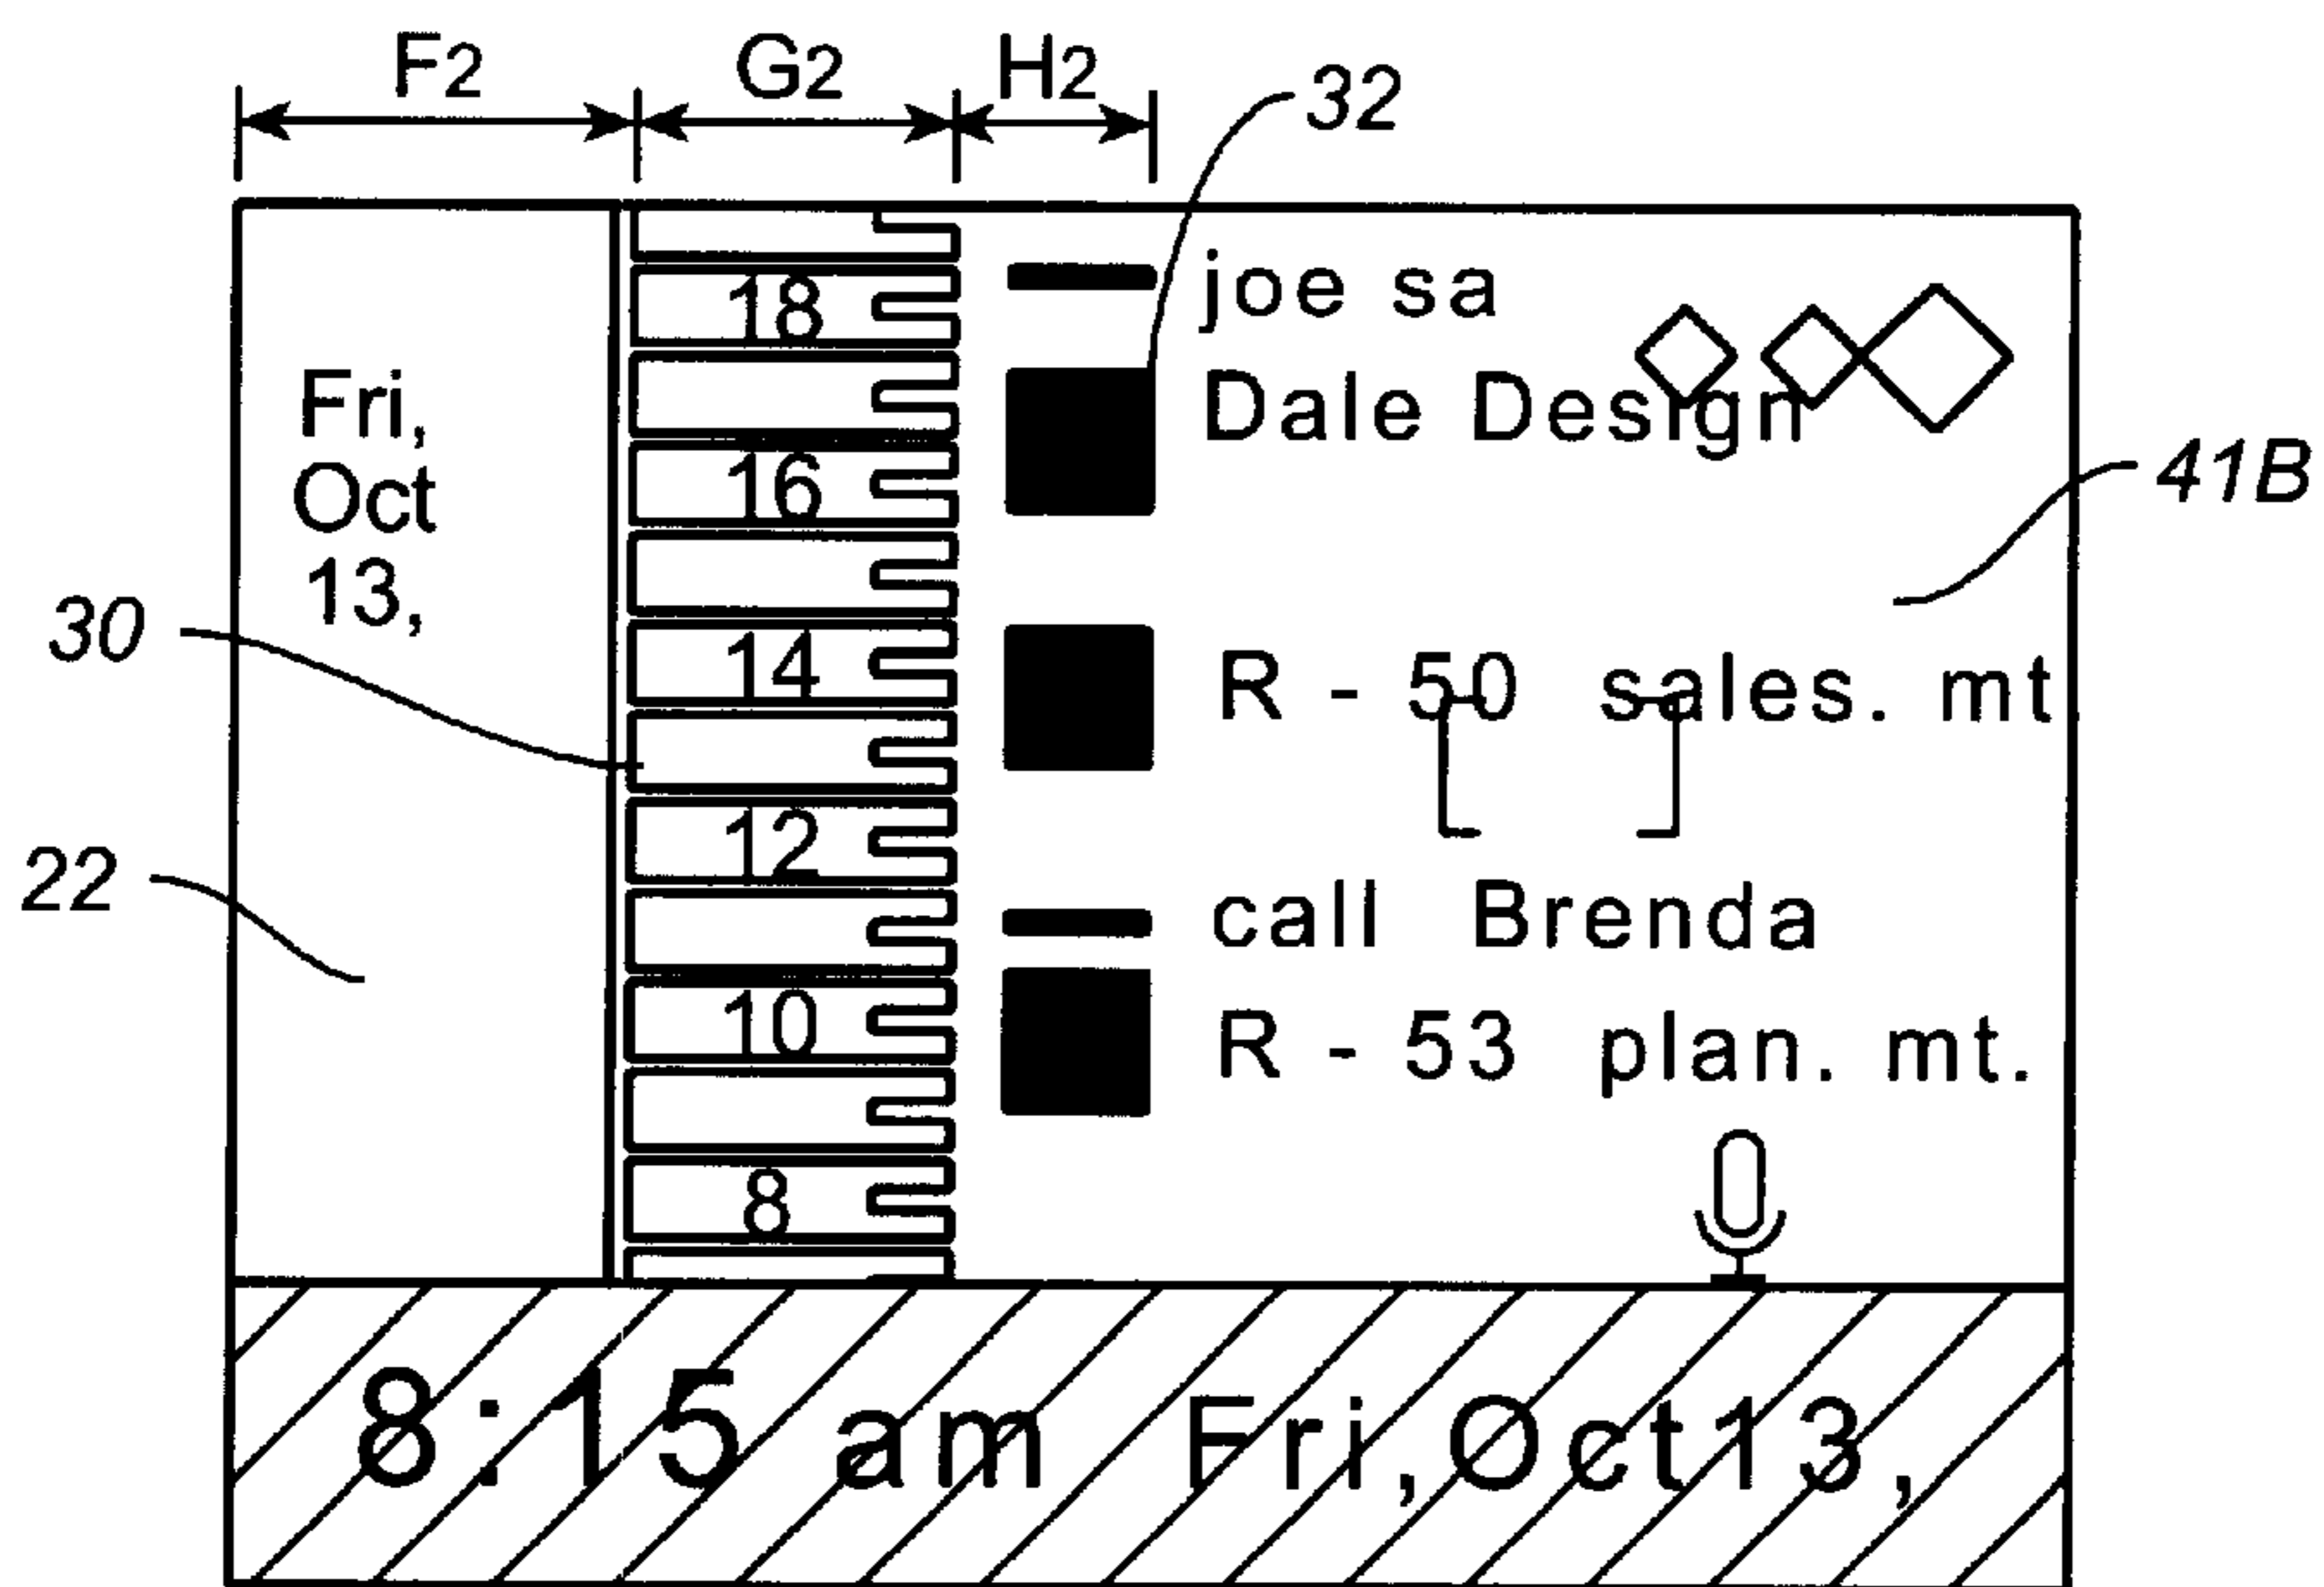 F2 G2 H2
32
joe sa
18
Dale Design
Fri,
Oct
13,
16
41B
30
14
R - 50 sales. mt
12
22
call Brenda
10
R - 53 plan. mt.
8
8:15 am Fri,Oct13,